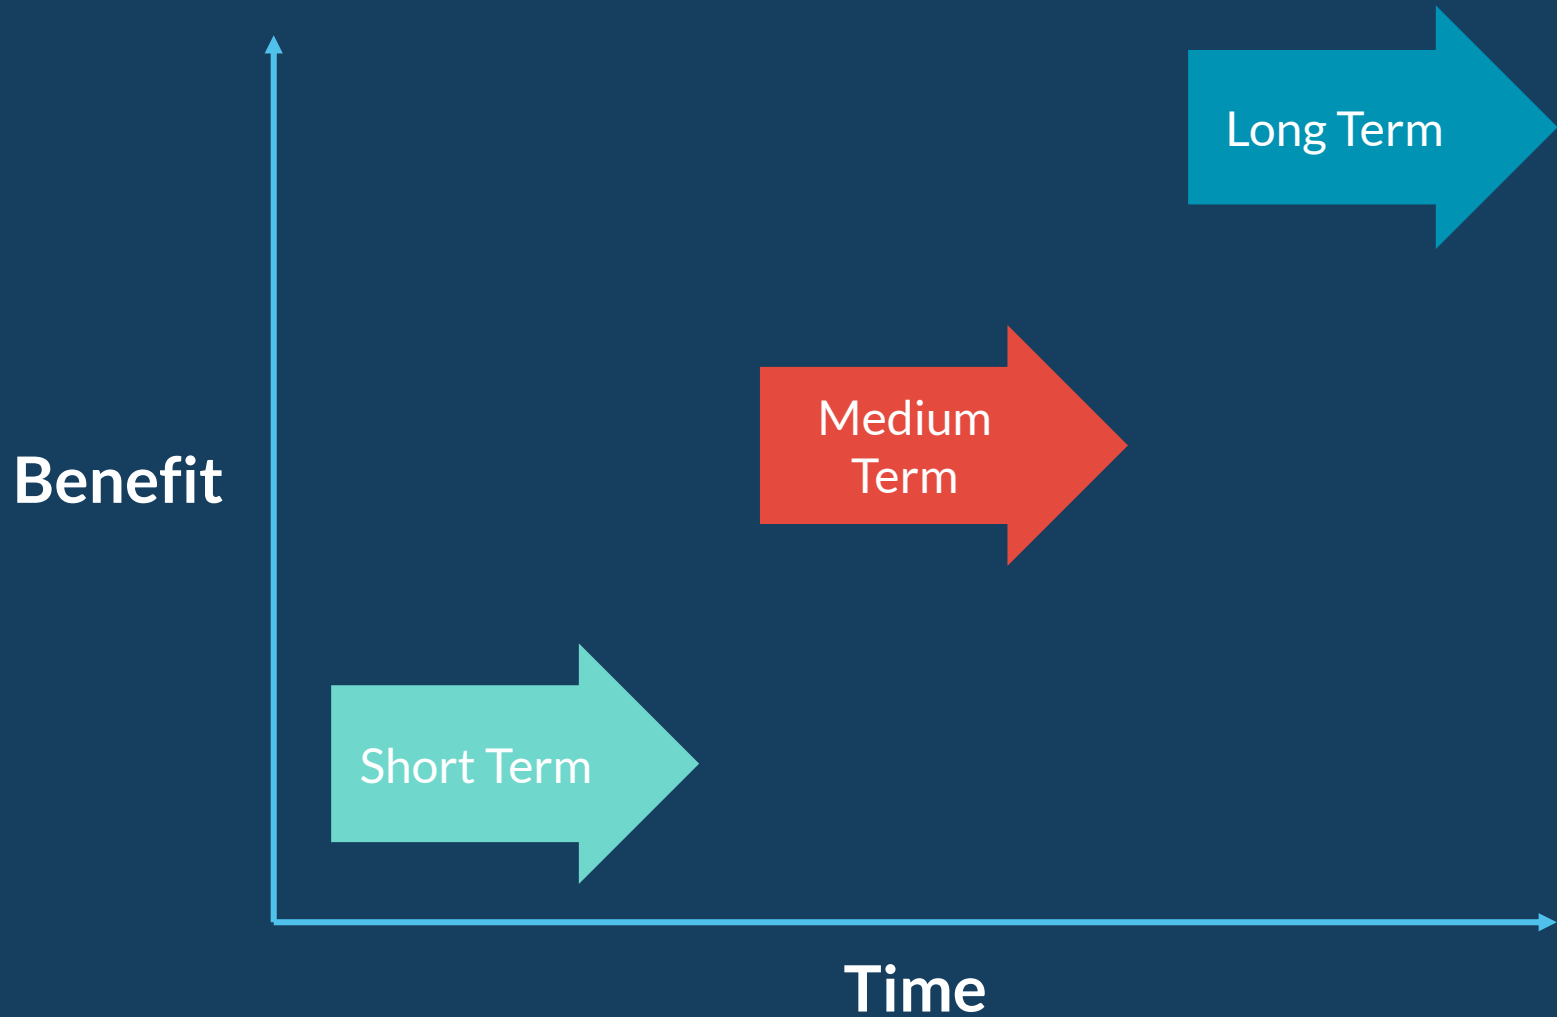 Long Term
Medium
Term
Benefit
Short Term
Time